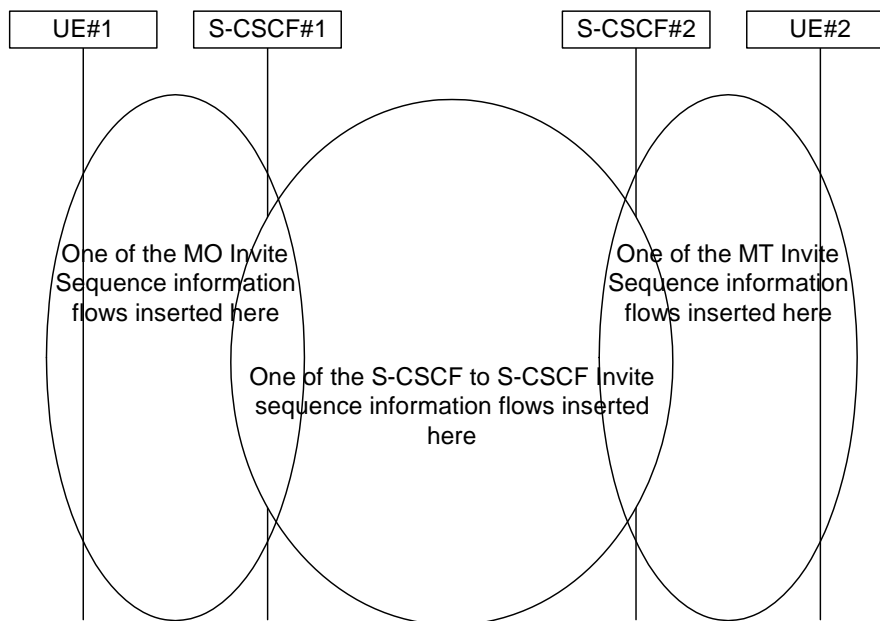 UE#1
S-CSCF#1
S-CSCF#2
UE#2
One of the MO Invite
Sequence information
flows inserted here
One of the MT Invite
Sequence information
flows inserted here
One of the S-CSCF to S-CSCF Invite
sequence information flows inserted
here